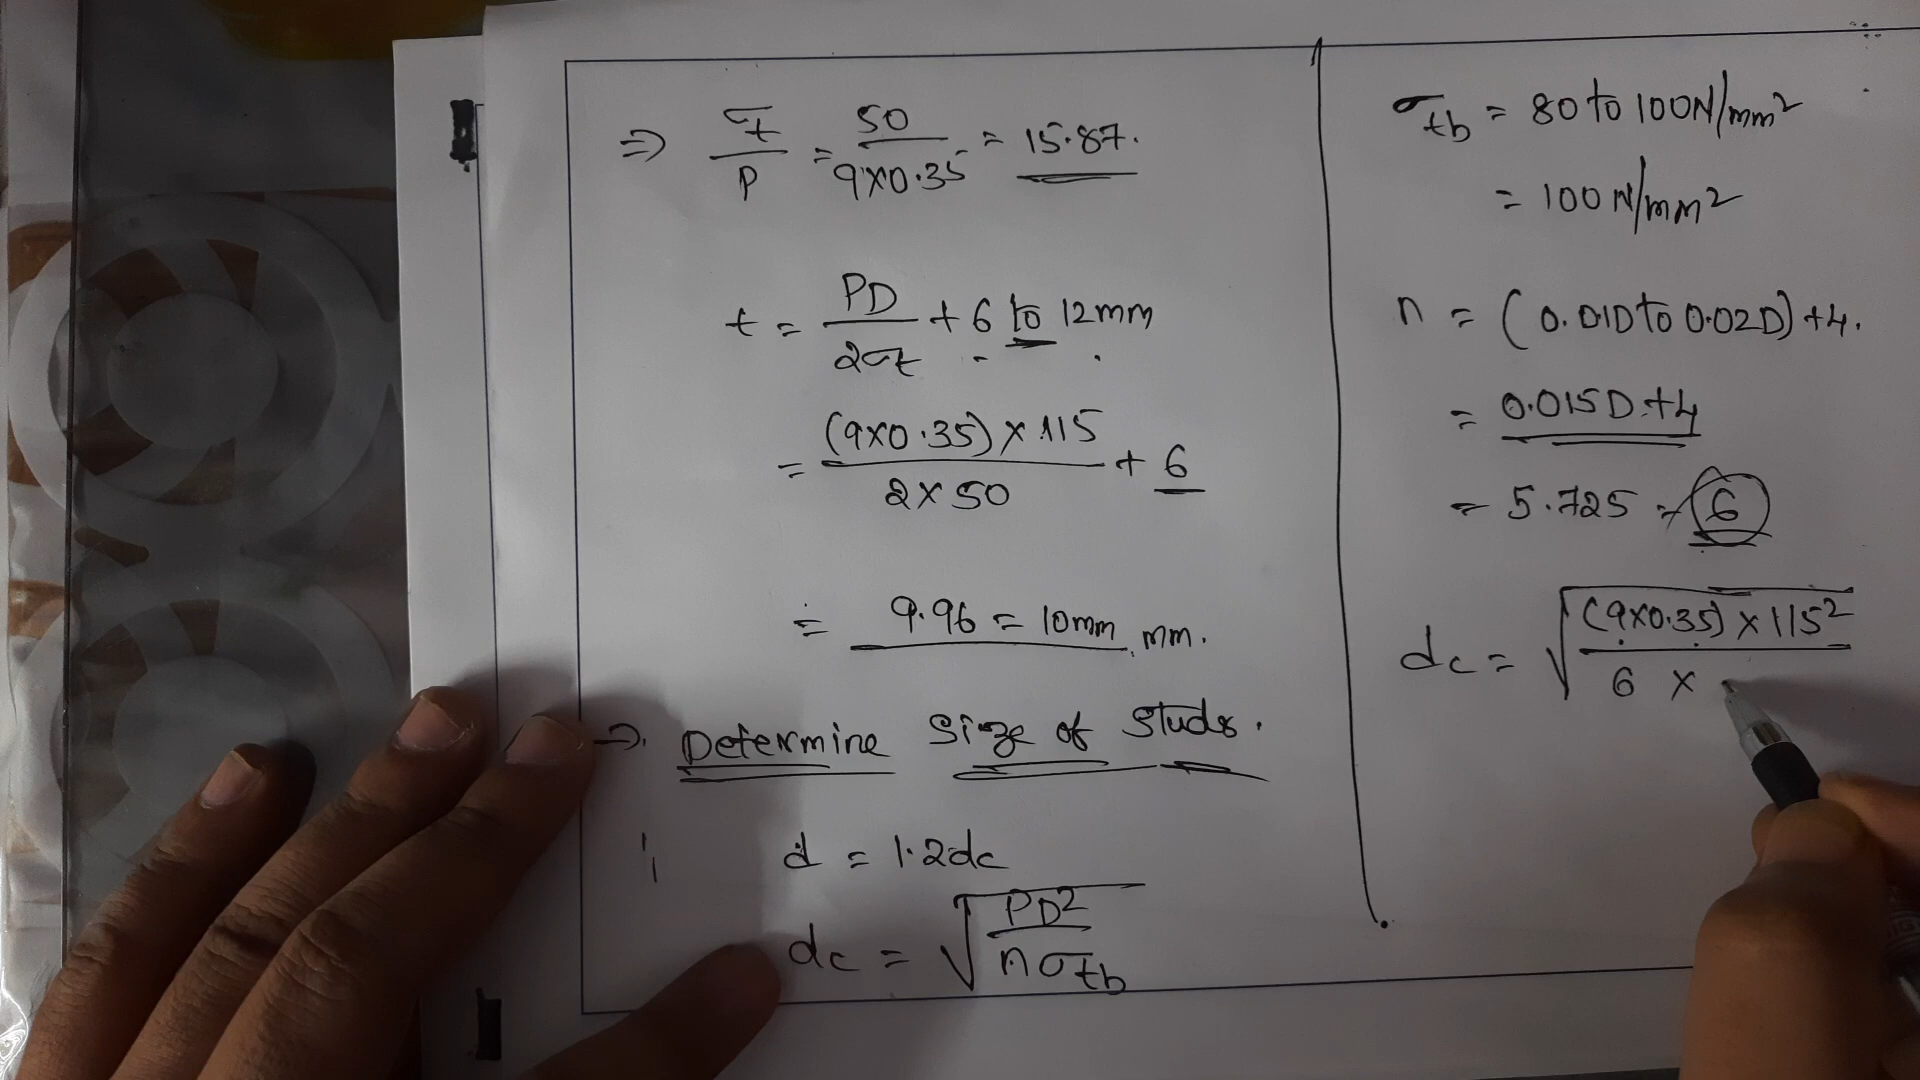 ⇒ σt/P = 50/9×0.35 = 15.87.
t = PD/2σt + 6 to 12mm
= (9×0.35)×115/2×50 + 6
= 9.96 = 10mm mm.
⇒ Determine Size of Studs.
d = 1.2dc
dc = √PD²/nσtb
σtb = 80 to 100N/mm²
= 100N/mm²
n = (0.01D to 0.02D)+4.
= 0.015D+4
= 5.725 = 6
dc = √(9×0.35)×115²/6 ×